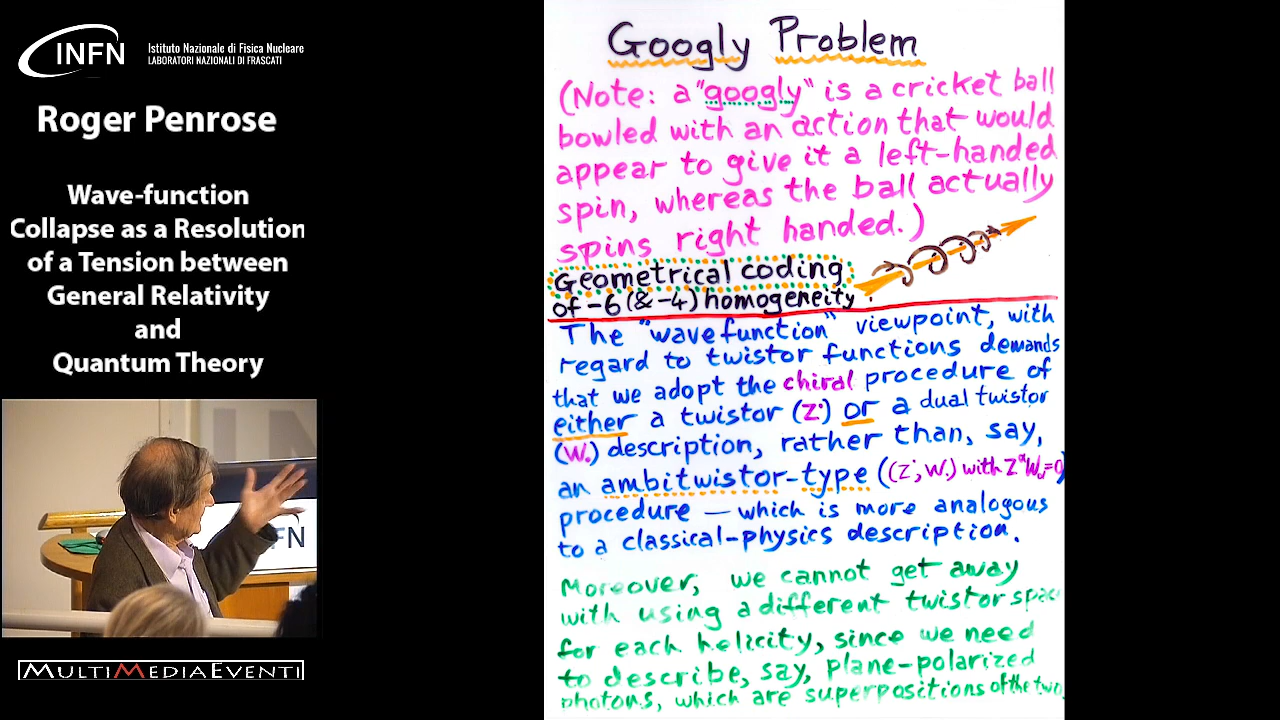 INFN
Istituto Nazionale di Fisica Nucleare
LABORATORI NAZIONALI DI FRASCATI
Roger Penrose
Wave-function
Collapse as a Resolution
of a Tension between
General Relativity
and
Quantum Theory
FN
MULTIMEDIAEVENTI
Googly Problem
(Note: a "googly" is a cricket ball
bowled with an action that would
appear to give it a left-handed
spin, whereas the ball actually
spins right handed.)
Geometrical coding
of -6 (& -4) homogeneity.
The "wavefunction" viewpoint, with
regard to twistor functions demands
that we adopt the chiral procedure of
either a twistor (Z˙) or a dual twistor
(W.) description, rather than, say,
an ambitwistor-type ((Z˙,W.) with ZᵅWα=0)
procedure — which is more analogous
to a classical-physics description.
Moreover, we cannot get away
with using a different twistor spac
for each helicity, since we need
to describe, say, plane-polarized
photons, which are superpositions of the two